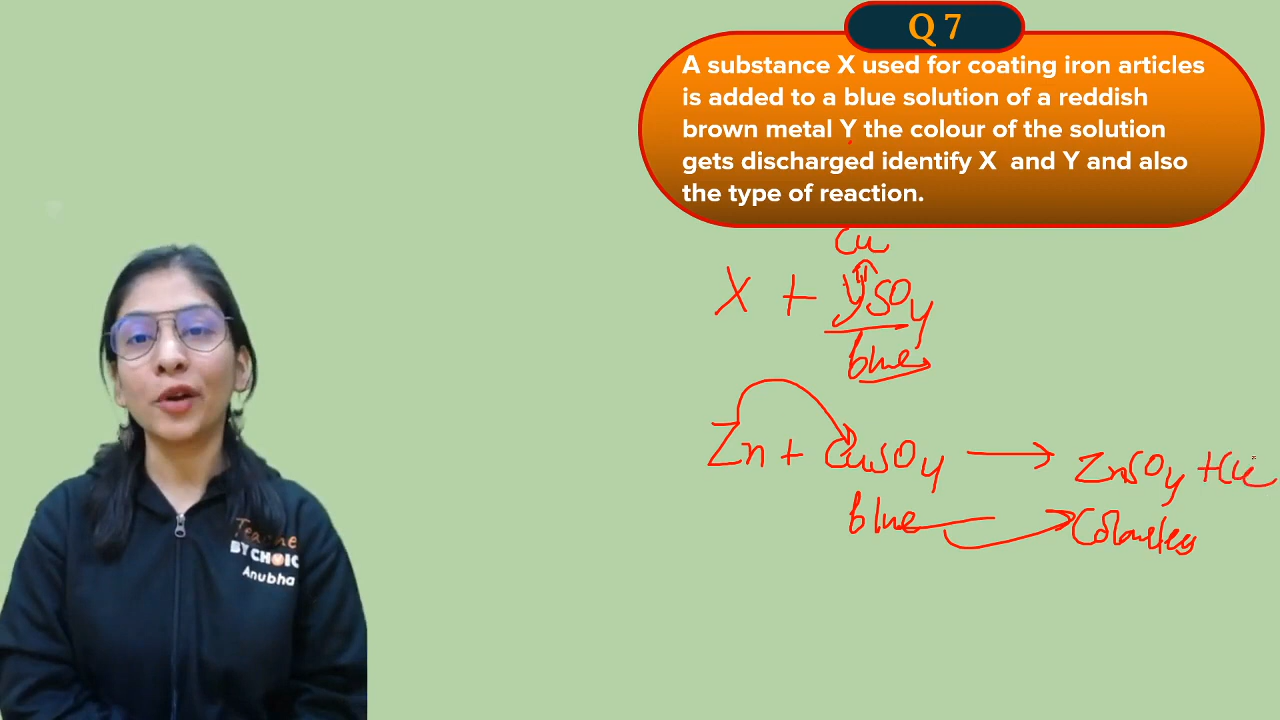 Q 7
A substance X used for coating iron articles
is added to a blue solution of a reddish
brown metal Y the colour of the solution
gets discharged identify X and Y and also
the type of reaction.
Cu
X + YSO4
blue
Zn + CuSO4 → ZnSO4 + Cu
blue Colourless
Teacher
BY CHOICE
Anubha